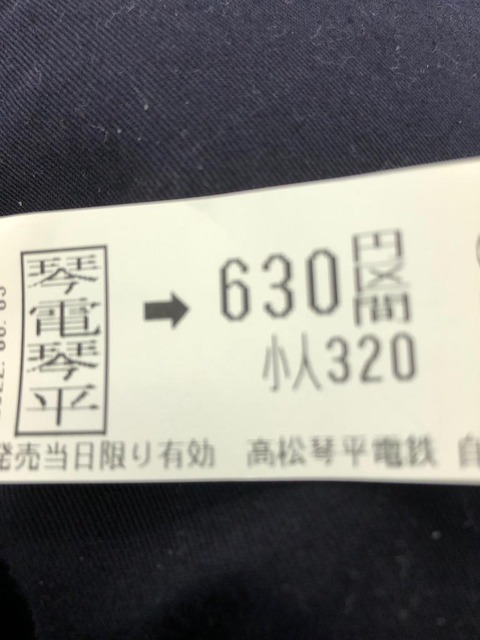 琴電琴平
➡ 630円区間
小人320
発売当日限り有効 高松琴平電鉄